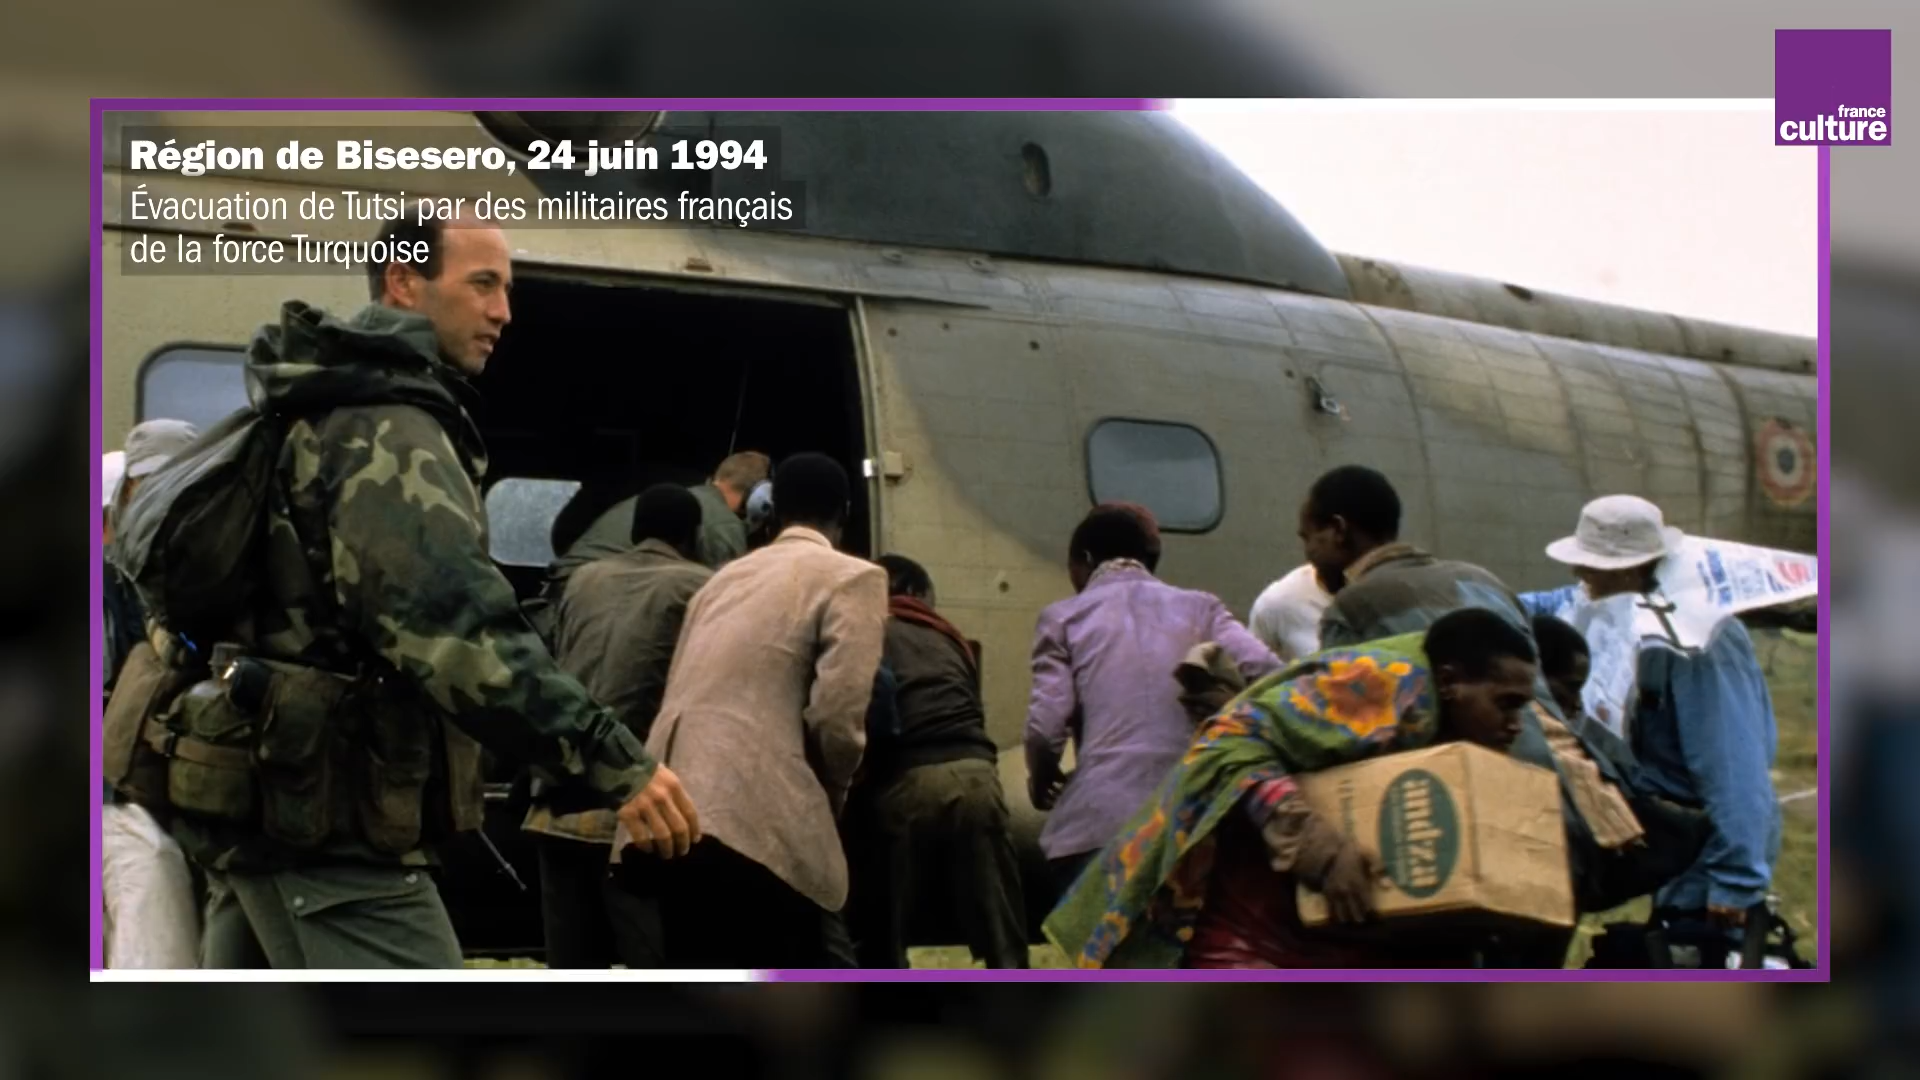 Région de Bisesero, 24 juin 1994
Évacuation de Tutsi par des militaires français
de la force Turquoise
france
culture